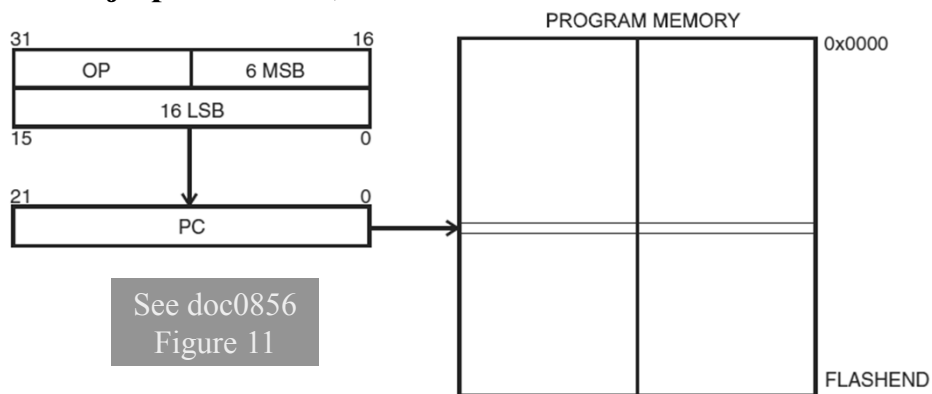 PROGRAM MEMORY
31 16
0x0000
OP 6 MSB
16 LSB
15 0
21 0
PC
See doc0856
Figure 11
FLASHEND